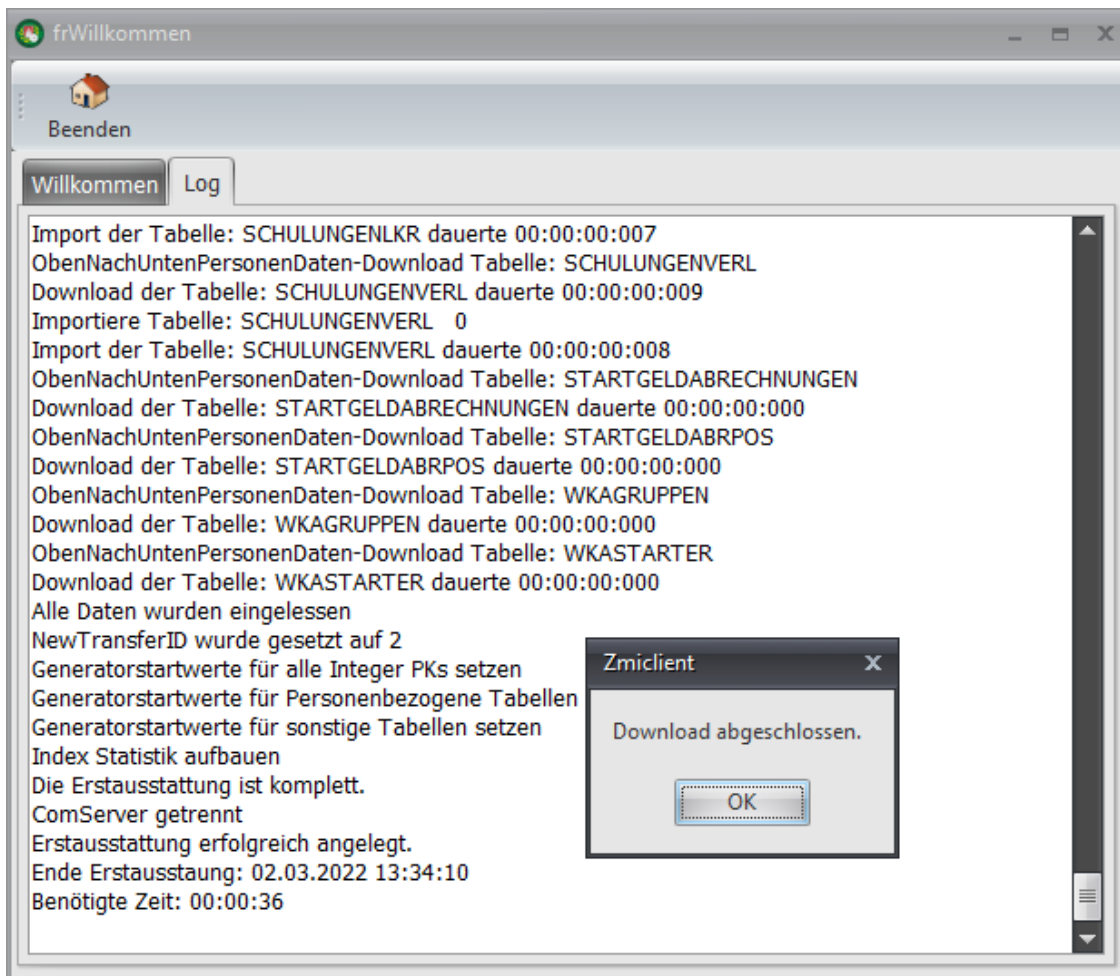 frWillkommen
Beenden
Willkommen
Log
Import der Tabelle: SCHULUNGENLKR dauerte 00:00:00:007
ObenNachUntenPersonenDaten-Download Tabelle: SCHULUNGENVERL
Download der Tabelle: SCHULUNGENVERL dauerte 00:00:00:009
Importiere Tabelle: SCHULUNGENVERL 0
Import der Tabelle: SCHULUNGENVERL dauerte 00:00:00:008
ObenNachUntenPersonenDaten-Download Tabelle: STARTGELDABRECHNUNGEN
Download der Tabelle: STARTGELDABRECHNUNGEN dauerte 00:00:00:000
ObenNachUntenPersonenDaten-Download Tabelle: STARTGELDABRPOS
Download der Tabelle: STARTGELDABRPOS dauerte 00:00:00:000
ObenNachUntenPersonenDaten-Download Tabelle: WKAGRUPPEN
Download der Tabelle: WKAGRUPPEN dauerte 00:00:00:000
ObenNachUntenPersonenDaten-Download Tabelle: WKASTARTER
Download der Tabelle: WKASTARTER dauerte 00:00:00:000
Alle Daten wurden eingelessen
NewTransferID wurde gesetzt auf 2
Generatorstartwerte für alle Integer PKs setzen
Generatorstartwerte für Personenbezogene Tabellen
Generatorstartwerte für sonstige Tabellen setzen
Index Statistik aufbauen
Die Erstausstattung ist komplett.
ComServer getrennt
Erstausstattung erfolgreich angelegt.
Ende Erstausstaung: 02.03.2022 13:34:10
Benötigte Zeit: 00:00:36
Zmiclient
Download abgeschlossen.
OK